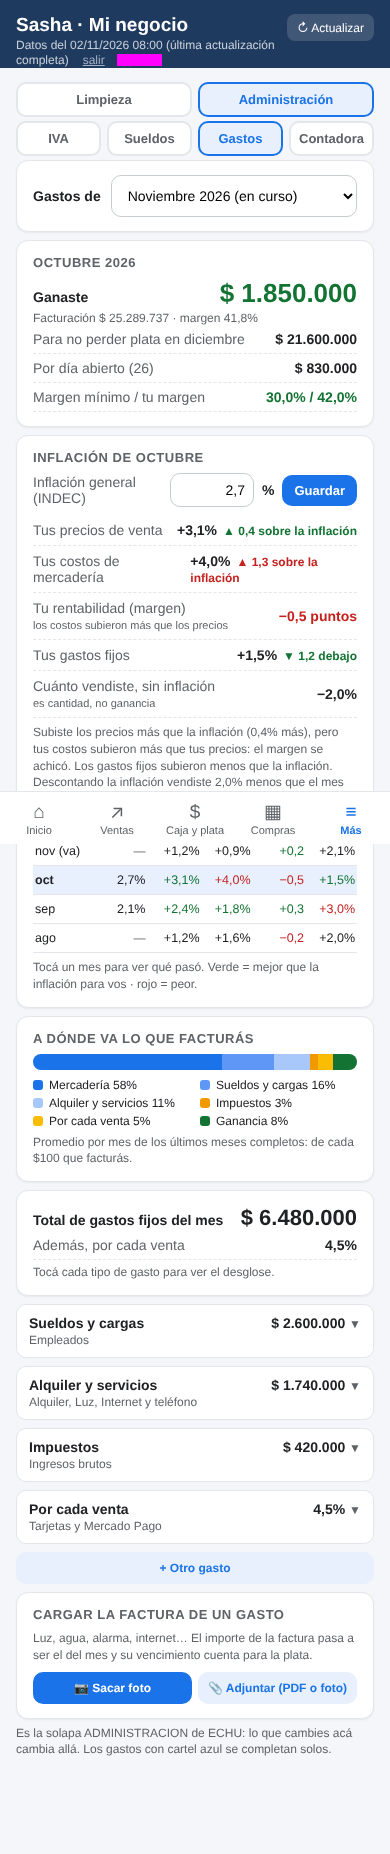 Sasha · Mi negocio
↻ Actualizar
Datos del 02/11/2026 08:00 (última actualización
completa) salir
Limpieza Administración
IVA Sueldos Gastos Contadora
Gastos de Noviembre 2026 (en curso)
OCTUBRE 2026
Ganaste $ 1.850.000
Facturación $ 25.289.737 · margen 41,8%
Para no perder plata en diciembre $ 21.600.000
Por día abierto (26) $ 830.000
Margen mínimo / tu margen 30,0% / 42,0%
INFLACIÓN DE OCTUBRE
Inflación general
(INDEC) 2,7 % Guardar
Tus precios de venta +3,1% ▲ 0,4 sobre la inflación
Tus costos de
mercadería
+4,0% ▲ 1,3 sobre la
inflación
Tu rentabilidad (margen)
los costos subieron más que los precios
−0,5 puntos
Tus gastos fijos +1,5% ▼ 1,2 debajo
Cuánto vendiste, sin inflación
es cantidad, no ganancia
−2,0%
Subiste los precios más que la inflación (0,4% más), pero
tus costos subieron más que tus precios: el margen se
achicó. Los gastos fijos subieron menos que la inflación.
Descontando la inflación vendiste 2,0% menos que el mes
Inicio Ventas Caja y plata Compras Más
nov (va) — +1,2% +0,9% +0,2 +2,1%
oct 2,7% +3,1% +4,0% −0,5 +1,5%
sep 2,1% +2,4% +1,8% +0,3 +3,0%
ago — +1,2% +1,6% −0,2 +2,0%
Tocá un mes para ver qué pasó. Verde = mejor que la
inflación para vos · rojo = peor.
A DÓNDE VA LO QUE FACTURÁS
Mercadería 58% Sueldos y cargas 16%
Alquiler y servicios 11% Impuestos 3%
Por cada venta 5% Ganancia 8%
Promedio por mes de los últimos meses completos: de cada
$100 que facturás.
Total de gastos fijos del mes $ 6.480.000
Además, por cada venta 4,5%
Tocá cada tipo de gasto para ver el desglose.
Sueldos y cargas $ 2.600.000 ▼
Empleados
Alquiler y servicios $ 1.740.000 ▼
Alquiler, Luz, Internet y teléfono
Impuestos $ 420.000 ▼
Ingresos brutos
Por cada venta 4,5% ▼
Tarjetas y Mercado Pago
+ Otro gasto
CARGAR LA FACTURA DE UN GASTO
Luz, agua, alarma, internet… El importe de la factura pasa a
ser el del mes y su vencimiento cuenta para la plata.
📷 Sacar foto 📎 Adjuntar (PDF o foto)
Es la solapa ADMINISTRACION de ECHU: lo que cambies acá
cambia allá. Los gastos con cartel azul se completan solos.